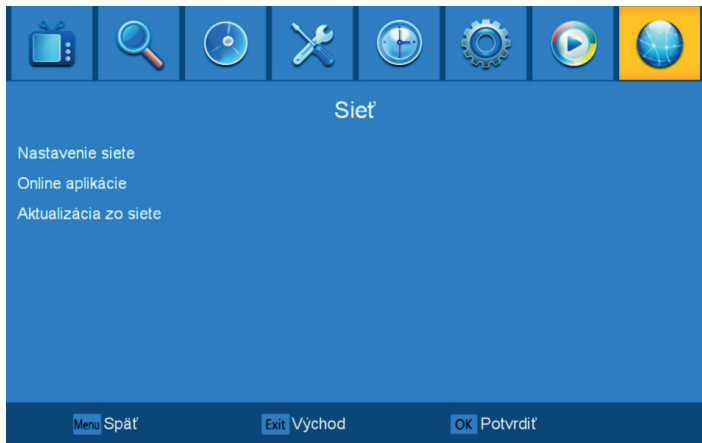 Sieť
Nastavenie siete
Online aplikácie
Aktualizácia zo siete
Menu Späť Exit Východ OK Potvrdiť